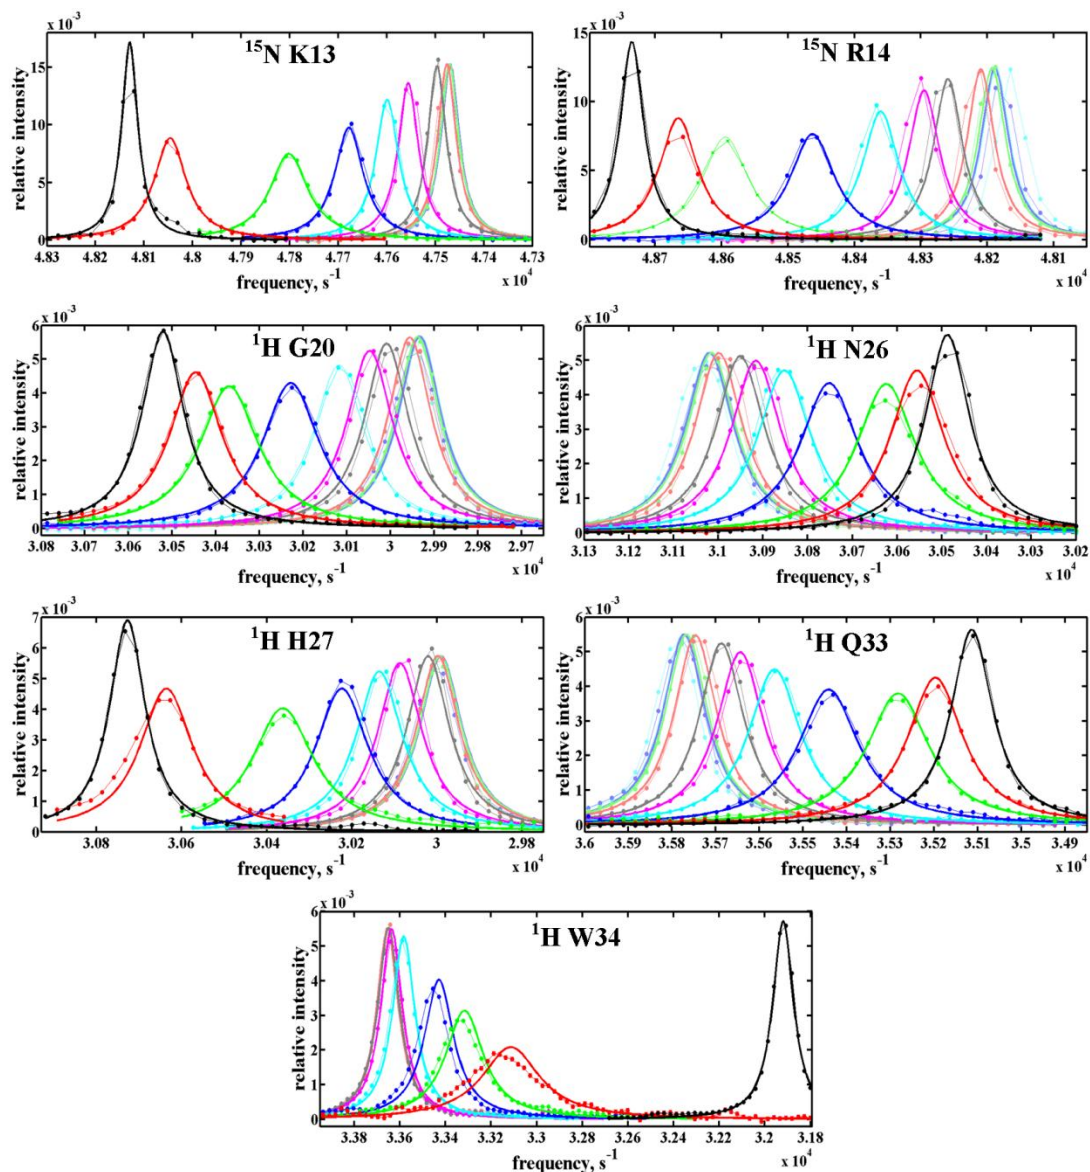 x 10⁻³
¹⁵N K13
relative intensity
15
10
5
0
4.83 4.82 4.81 4.8 4.79 4.78 4.77 4.76 4.75 4.74 4.73
frequency, s⁻¹
x 10⁴
x 10⁻³
¹⁵N R14
relative intensity
15
10
5
0
4.87 4.86 4.85 4.84 4.83 4.82 4.81
frequency, s⁻¹
x 10⁴
x 10⁻³
¹H G20
relative intensity
6
5
4
3
2
1
0
3.08 3.07 3.06 3.05 3.04 3.03 3.02 3.01 3 2.99 2.98 2.97
frequency, s⁻¹
x 10⁴
x 10⁻³
¹H N26
relative intensity
6
5
4
3
2
1
0
3.13 3.12 3.11 3.1 3.09 3.08 3.07 3.06 3.05 3.04 3.03 3.02
frequency, s⁻¹
x 10⁴
x 10⁻³
¹H H27
relative intensity
7
6
5
4
3
2
1
0
3.08 3.06 3.04 3.02 3 2.98
frequency, s⁻¹
x 10⁴
x 10⁻³
¹H Q33
relative intensity
6
5
4
3
2
1
0
3.6 3.59 3.58 3.57 3.56 3.55 3.54 3.53 3.52 3.51 3.5 3.49
frequency, s⁻¹
x 10⁴
x 10⁻³
¹H W34
relative intensity
6
5
4
3
2
1
0
3.38 3.36 3.34 3.32 3.3 3.28 3.26 3.24 3.22 3.2 3.18
frequency, s⁻¹
x 10⁴